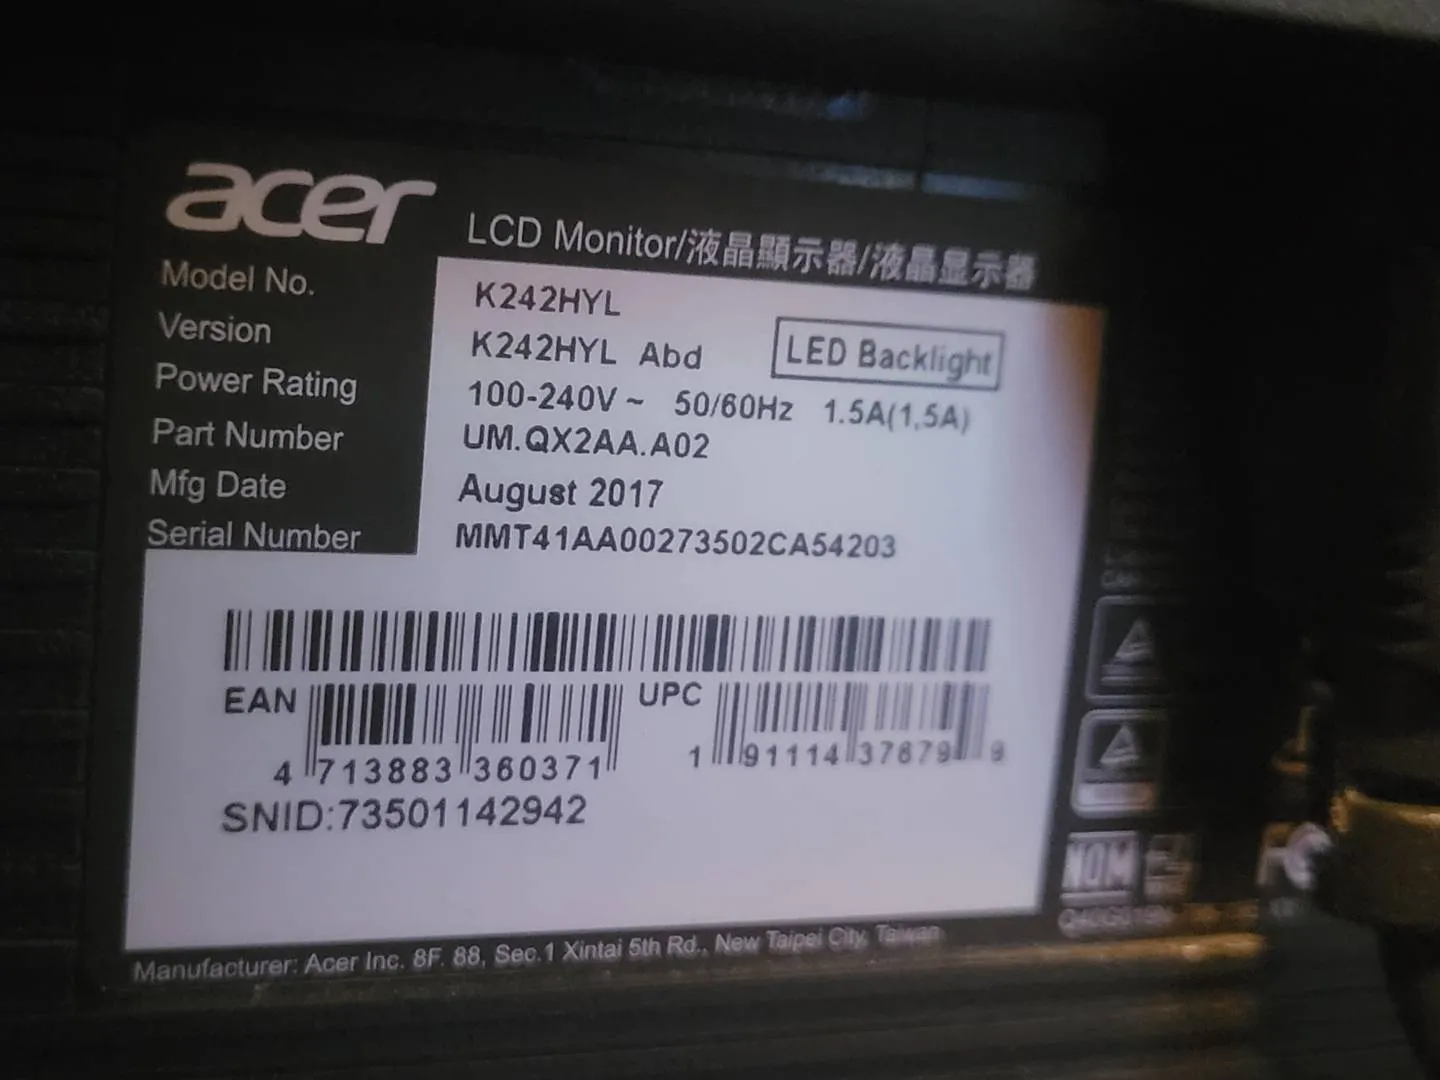 acer
LCD Monitor/液晶顯示器/液晶显示器
Model No. K242HYL
Version K242HYL Abd
LED Backlight
Power Rating 100-240V~ 50/60Hz 1.5A(1,5A)
Part Number UM.QX2AA.A02
Mfg Date August 2017
Serial Number MMT41AA00273502CA54203
EAN
4 713883 360371
UPC
1 91114 37679 9
SNID:73501142942
NOM
Manufacturer: Acer Inc. 8F. 88, Sec.1 Xintai 5th Rd., New Taipei City, Taiwan